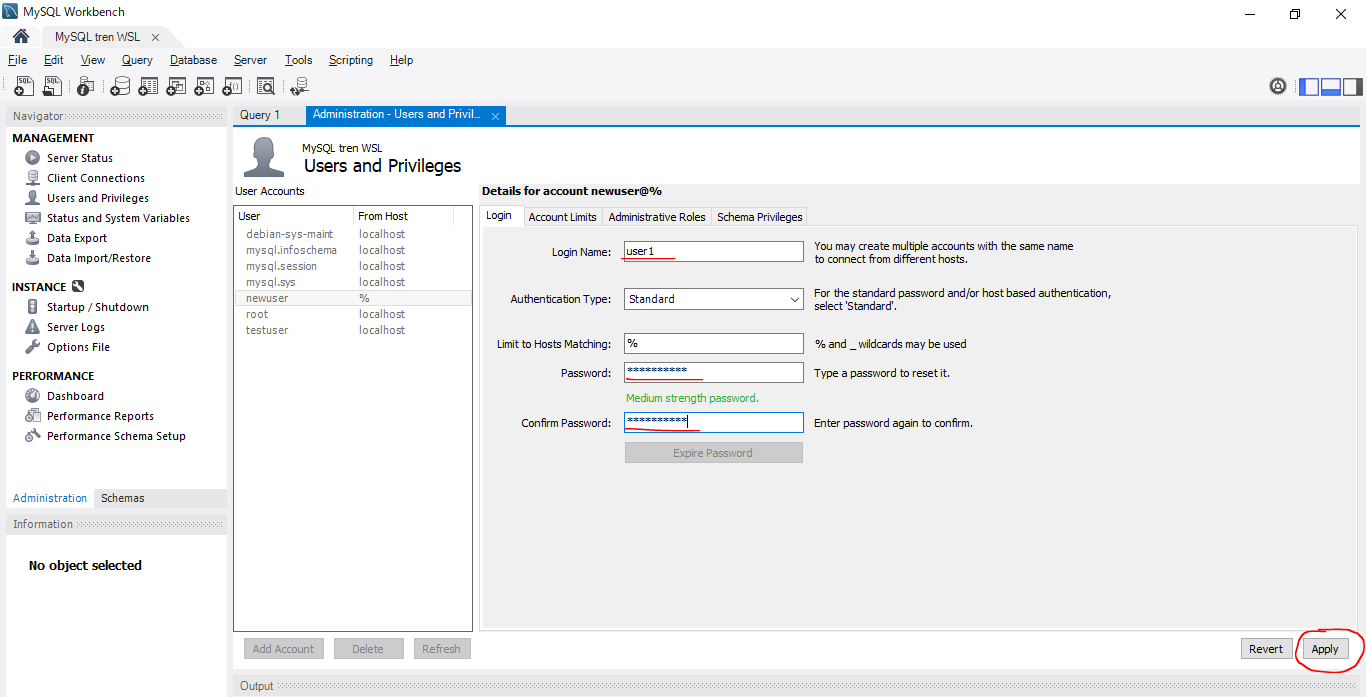 MySQL Workbench
MySQL tren WSL
File Edit View Query Database Server Tools Scripting Help
Navigator
MANAGEMENT
Server Status
Client Connections
Users and Privileges
Status and System Variables
Data Export
Data Import/Restore
INSTANCE
Startup / Shutdown
Server Logs
Options File
PERFORMANCE
Dashboard
Performance Reports
Performance Schema Setup
Administration Schemas
Information
No object selected
Query 1 Administration - Users and Privil...
MySQL tren WSL
Users and Privileges
User Accounts
User From Host
debian-sys-maint localhost
mysql.infoschema localhost
mysql.session localhost
mysql.sys localhost
newuser %
root localhost
testuser localhost
Add Account Delete Refresh
Details for account newuser@%
Login Account Limits Administrative Roles Schema Privileges
Login Name: user1 You may create multiple accounts with the same name
to connect from different hosts.
Authentication Type: Standard For the standard password and/or host based authentication,
select 'Standard'.
Limit to Hosts Matching: % % and _ wildcards may be used
Password: ********** Type a password to reset it.
Medium strength password.
Confirm Password: ********** Enter password again to confirm.
Expire Password
Revert Apply
Output